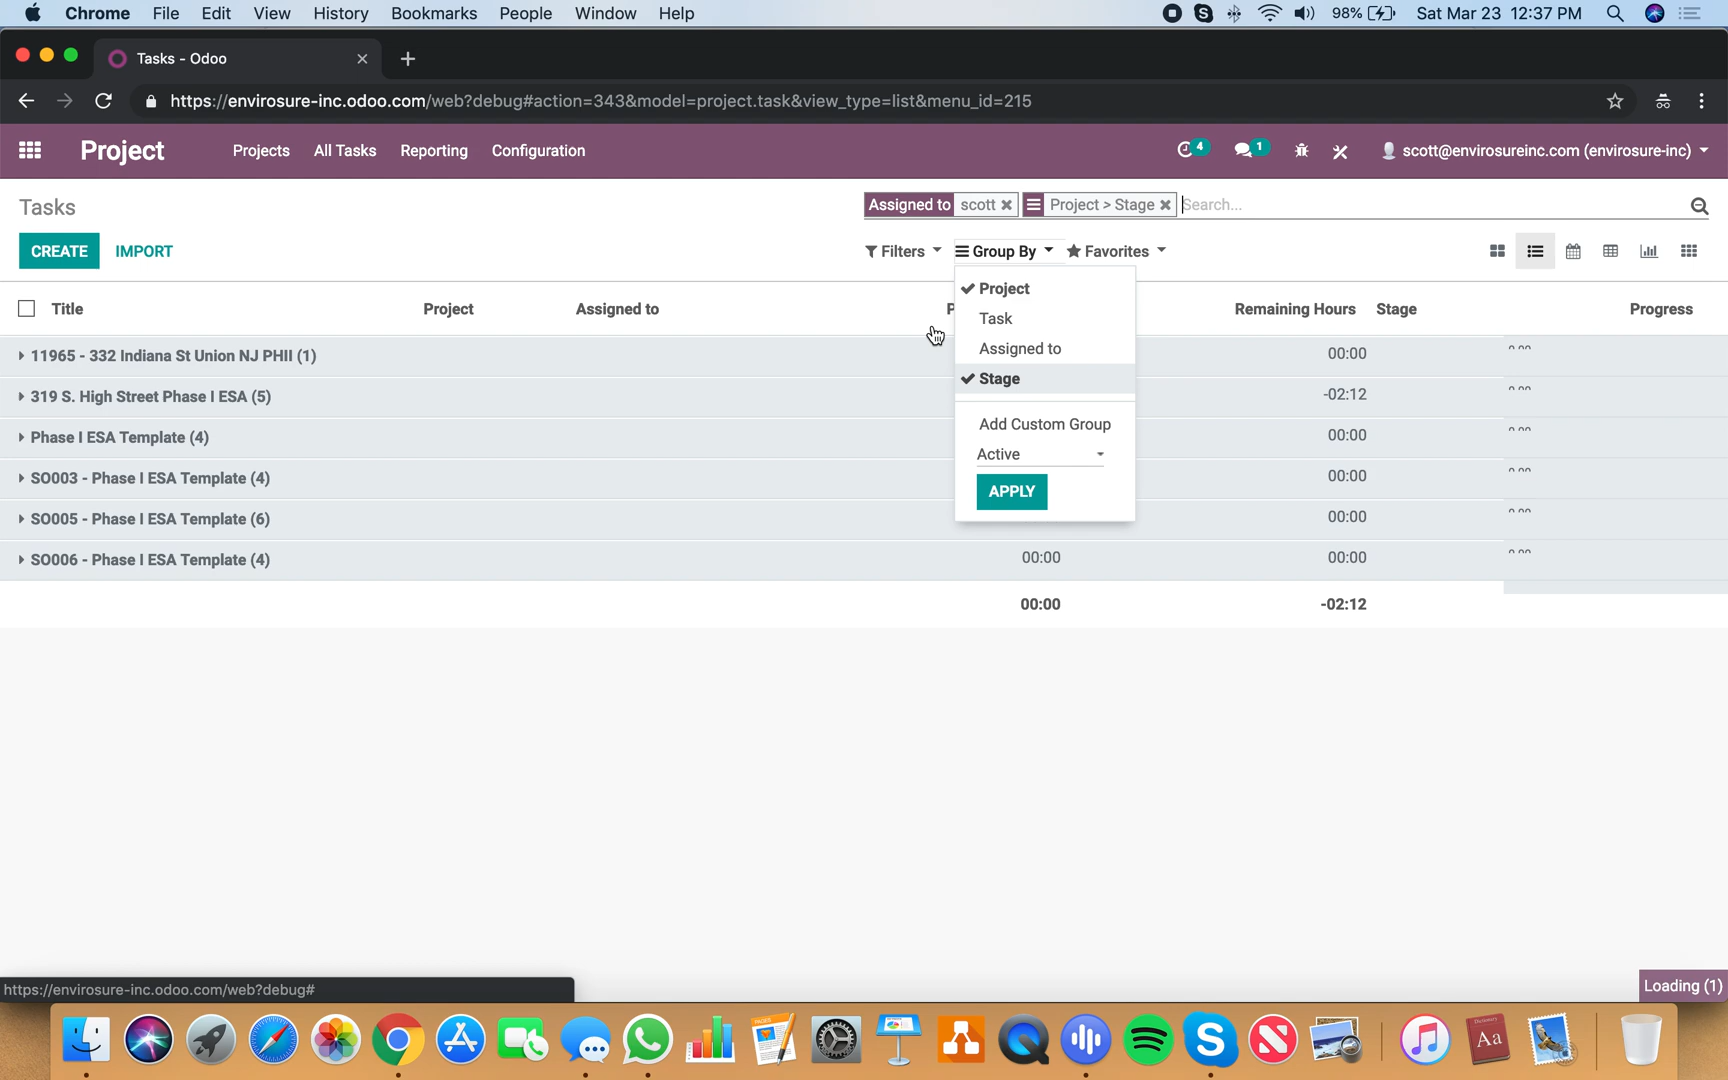 Chrome File Edit View History Bookmarks People Window Help 98% Sat Mar 23 12:37 PM
Tasks - Odoo
https://envirosure-inc.odoo.com/web?debug#action=343&model=project.task&view_type=list&menu_id=215
Project Projects All Tasks Reporting Configuration 4 1 scott@envirosureinc.com (envirosure-inc)
Tasks Assigned to scott Project > Stage Search...
CREATE IMPORT Filters Group By Favorites
Title Project Assigned to Remaining Hours Stage Progress
Project
Task
Assigned to
Stage
Add Custom Group
Active
APPLY
11965 - 332 Indiana St Union NJ PHII (1) 00:00
319 S. High Street Phase I ESA (5) -02:12
Phase I ESA Template (4) 00:00
SO003 - Phase I ESA Template (4) 00:00
SO005 - Phase I ESA Template (6) 00:00
SO006 - Phase I ESA Template (4) 00:00 00:00
00:00 -02:12
https://envirosure-inc.odoo.com/web?debug# Loading (1)
Aa